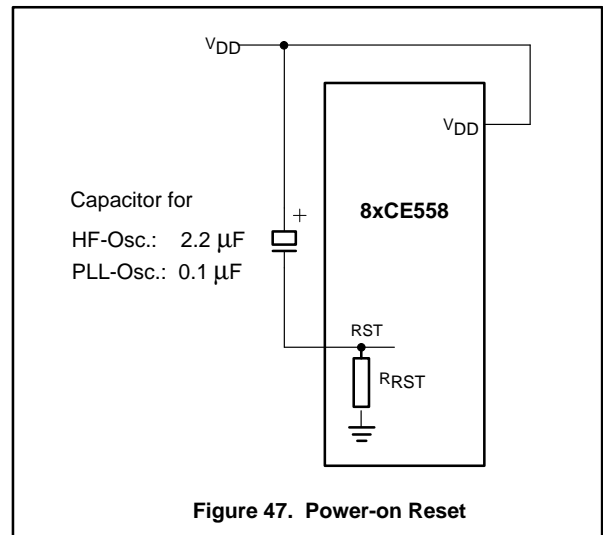 VDD
VDD
8xCE558
Capacitor for
+
HF-Osc.: 2.2 µF
PLL-Osc.: 0.1 µF
RST
RRST
Figure 47. Power-on Reset